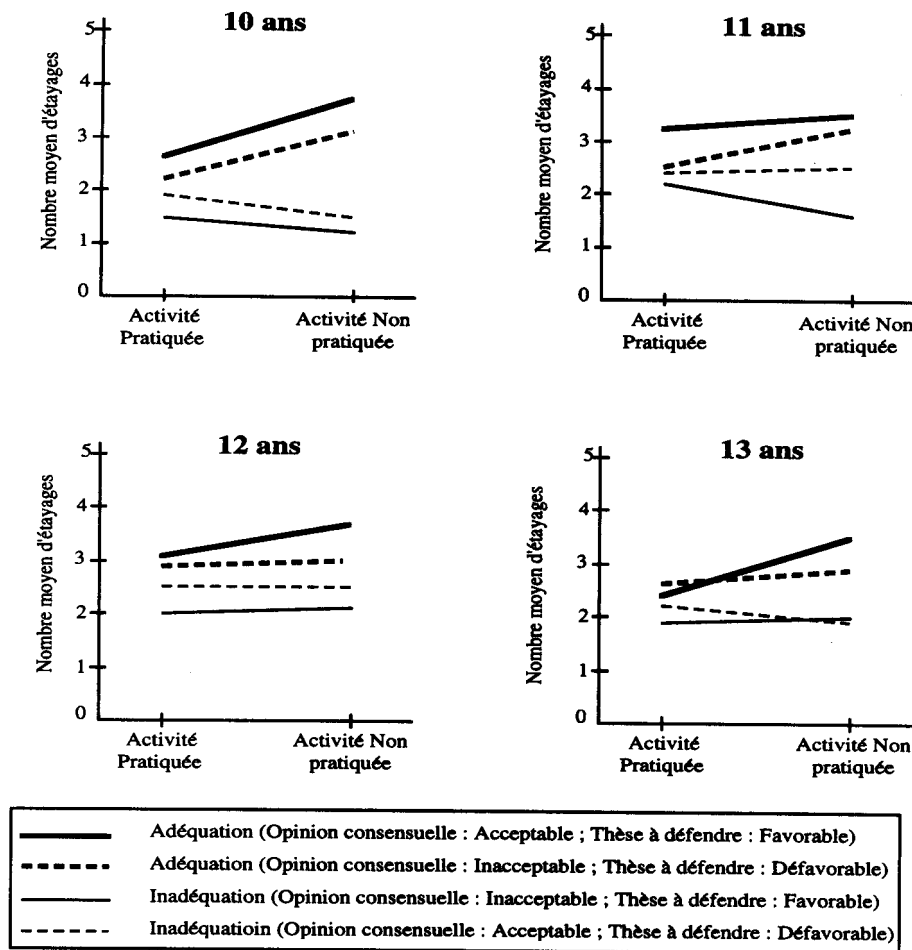 10 ans
Nombre moyen d'étayages
5
4
3
2
1
0
Activité
Pratiquée
Activité Non
pratiquée
11 ans
Nombre moyen d'étayages
5
4
3
2
1
0
Activité
Pratiquée
Activité Non
pratiquée
12 ans
Nombre moyen d'étayages
5
4
3
2
1
0
Activité
Pratiquée
Activité Non
pratiquée
13 ans
Nombre moyen d'étayages
5
4
3
2
1
0
Activité
Pratiquée
Activité Non
pratiquée
Adéquation (Opinion consensuelle : Acceptable ; Thèse à défendre : Favorable)
Adéquation (Opinion consensuelle : Inacceptable ; Thèse à défendre : Défavorable)
Inadéquation (Opinion consensuelle : Inacceptable ; Thèse à défendre : Favorable)
Inadéquatioin (Opinion consensuelle : Acceptable ; Thèse à défendre : Défavorable)